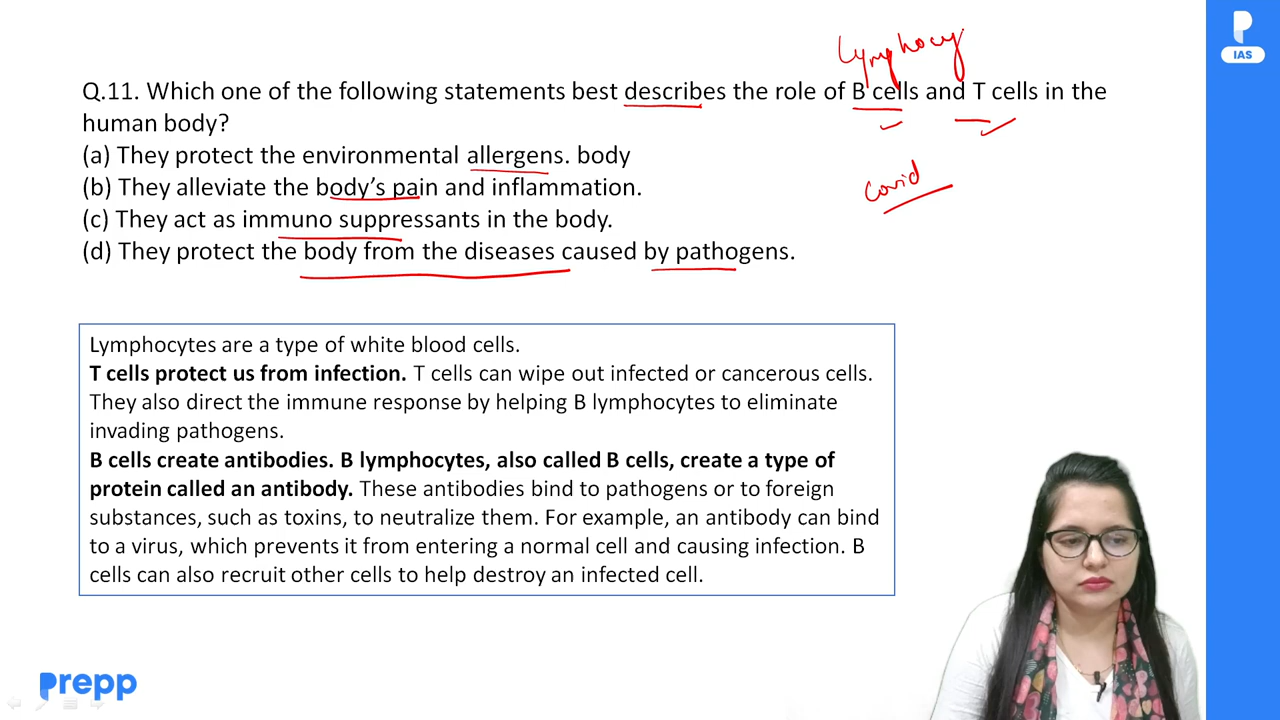 P
IAS
Lymphocy
Q.11. Which one of the following statements best describes the role of B cells and T cells in the
human body?
(a) They protect the environmental allergens. body
(b) They alleviate the body's pain and inflammation.
(c) They act as immuno suppressants in the body.
(d) They protect the body from the diseases caused by pathogens.
Covid
Lymphocytes are a type of white blood cells.
T cells protect us from infection. T cells can wipe out infected or cancerous cells.
They also direct the immune response by helping B lymphocytes to eliminate
invading pathogens.
B cells create antibodies. B lymphocytes, also called B cells, create a type of
protein called an antibody. These antibodies bind to pathogens or to foreign
substances, such as toxins, to neutralize them. For example, an antibody can bind
to a virus, which prevents it from entering a normal cell and causing infection. B
cells can also recruit other cells to help destroy an infected cell.
Prepp